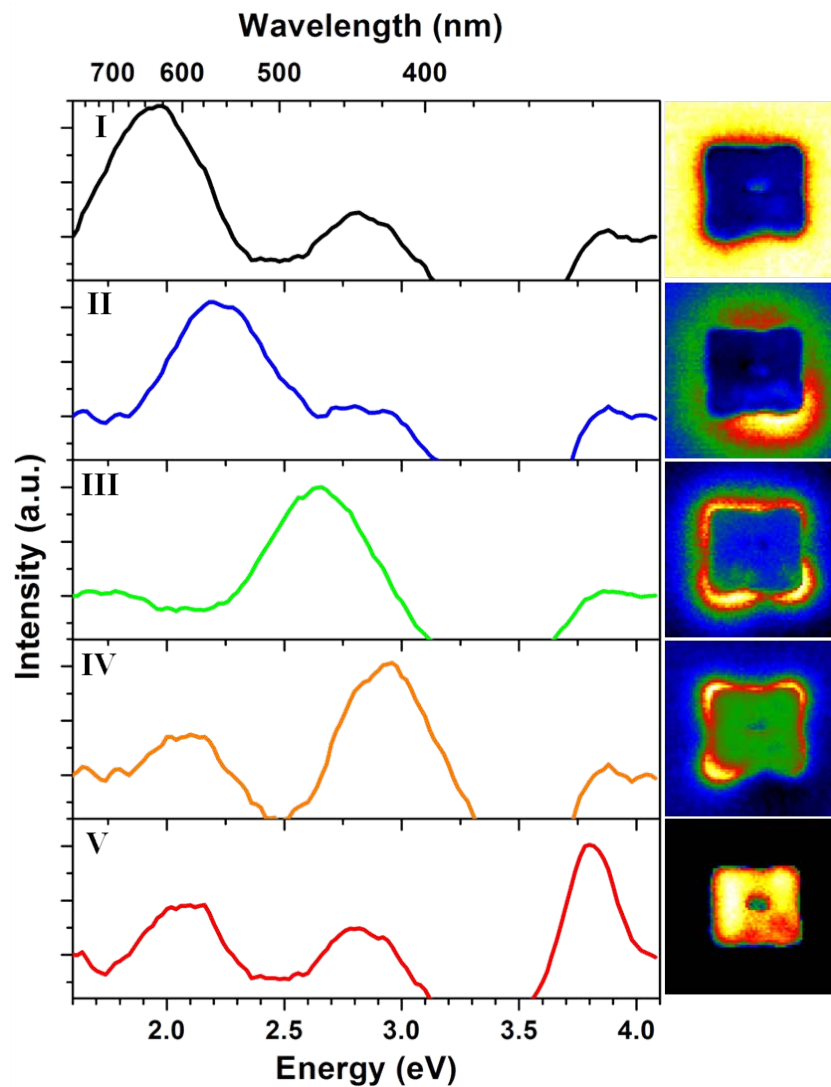 Wavelength (nm)
700 600 500 400
I
II
III
IV
V
Intensity (a.u.)
2.0 2.5 3.0 3.5 4.0
Energy (eV)